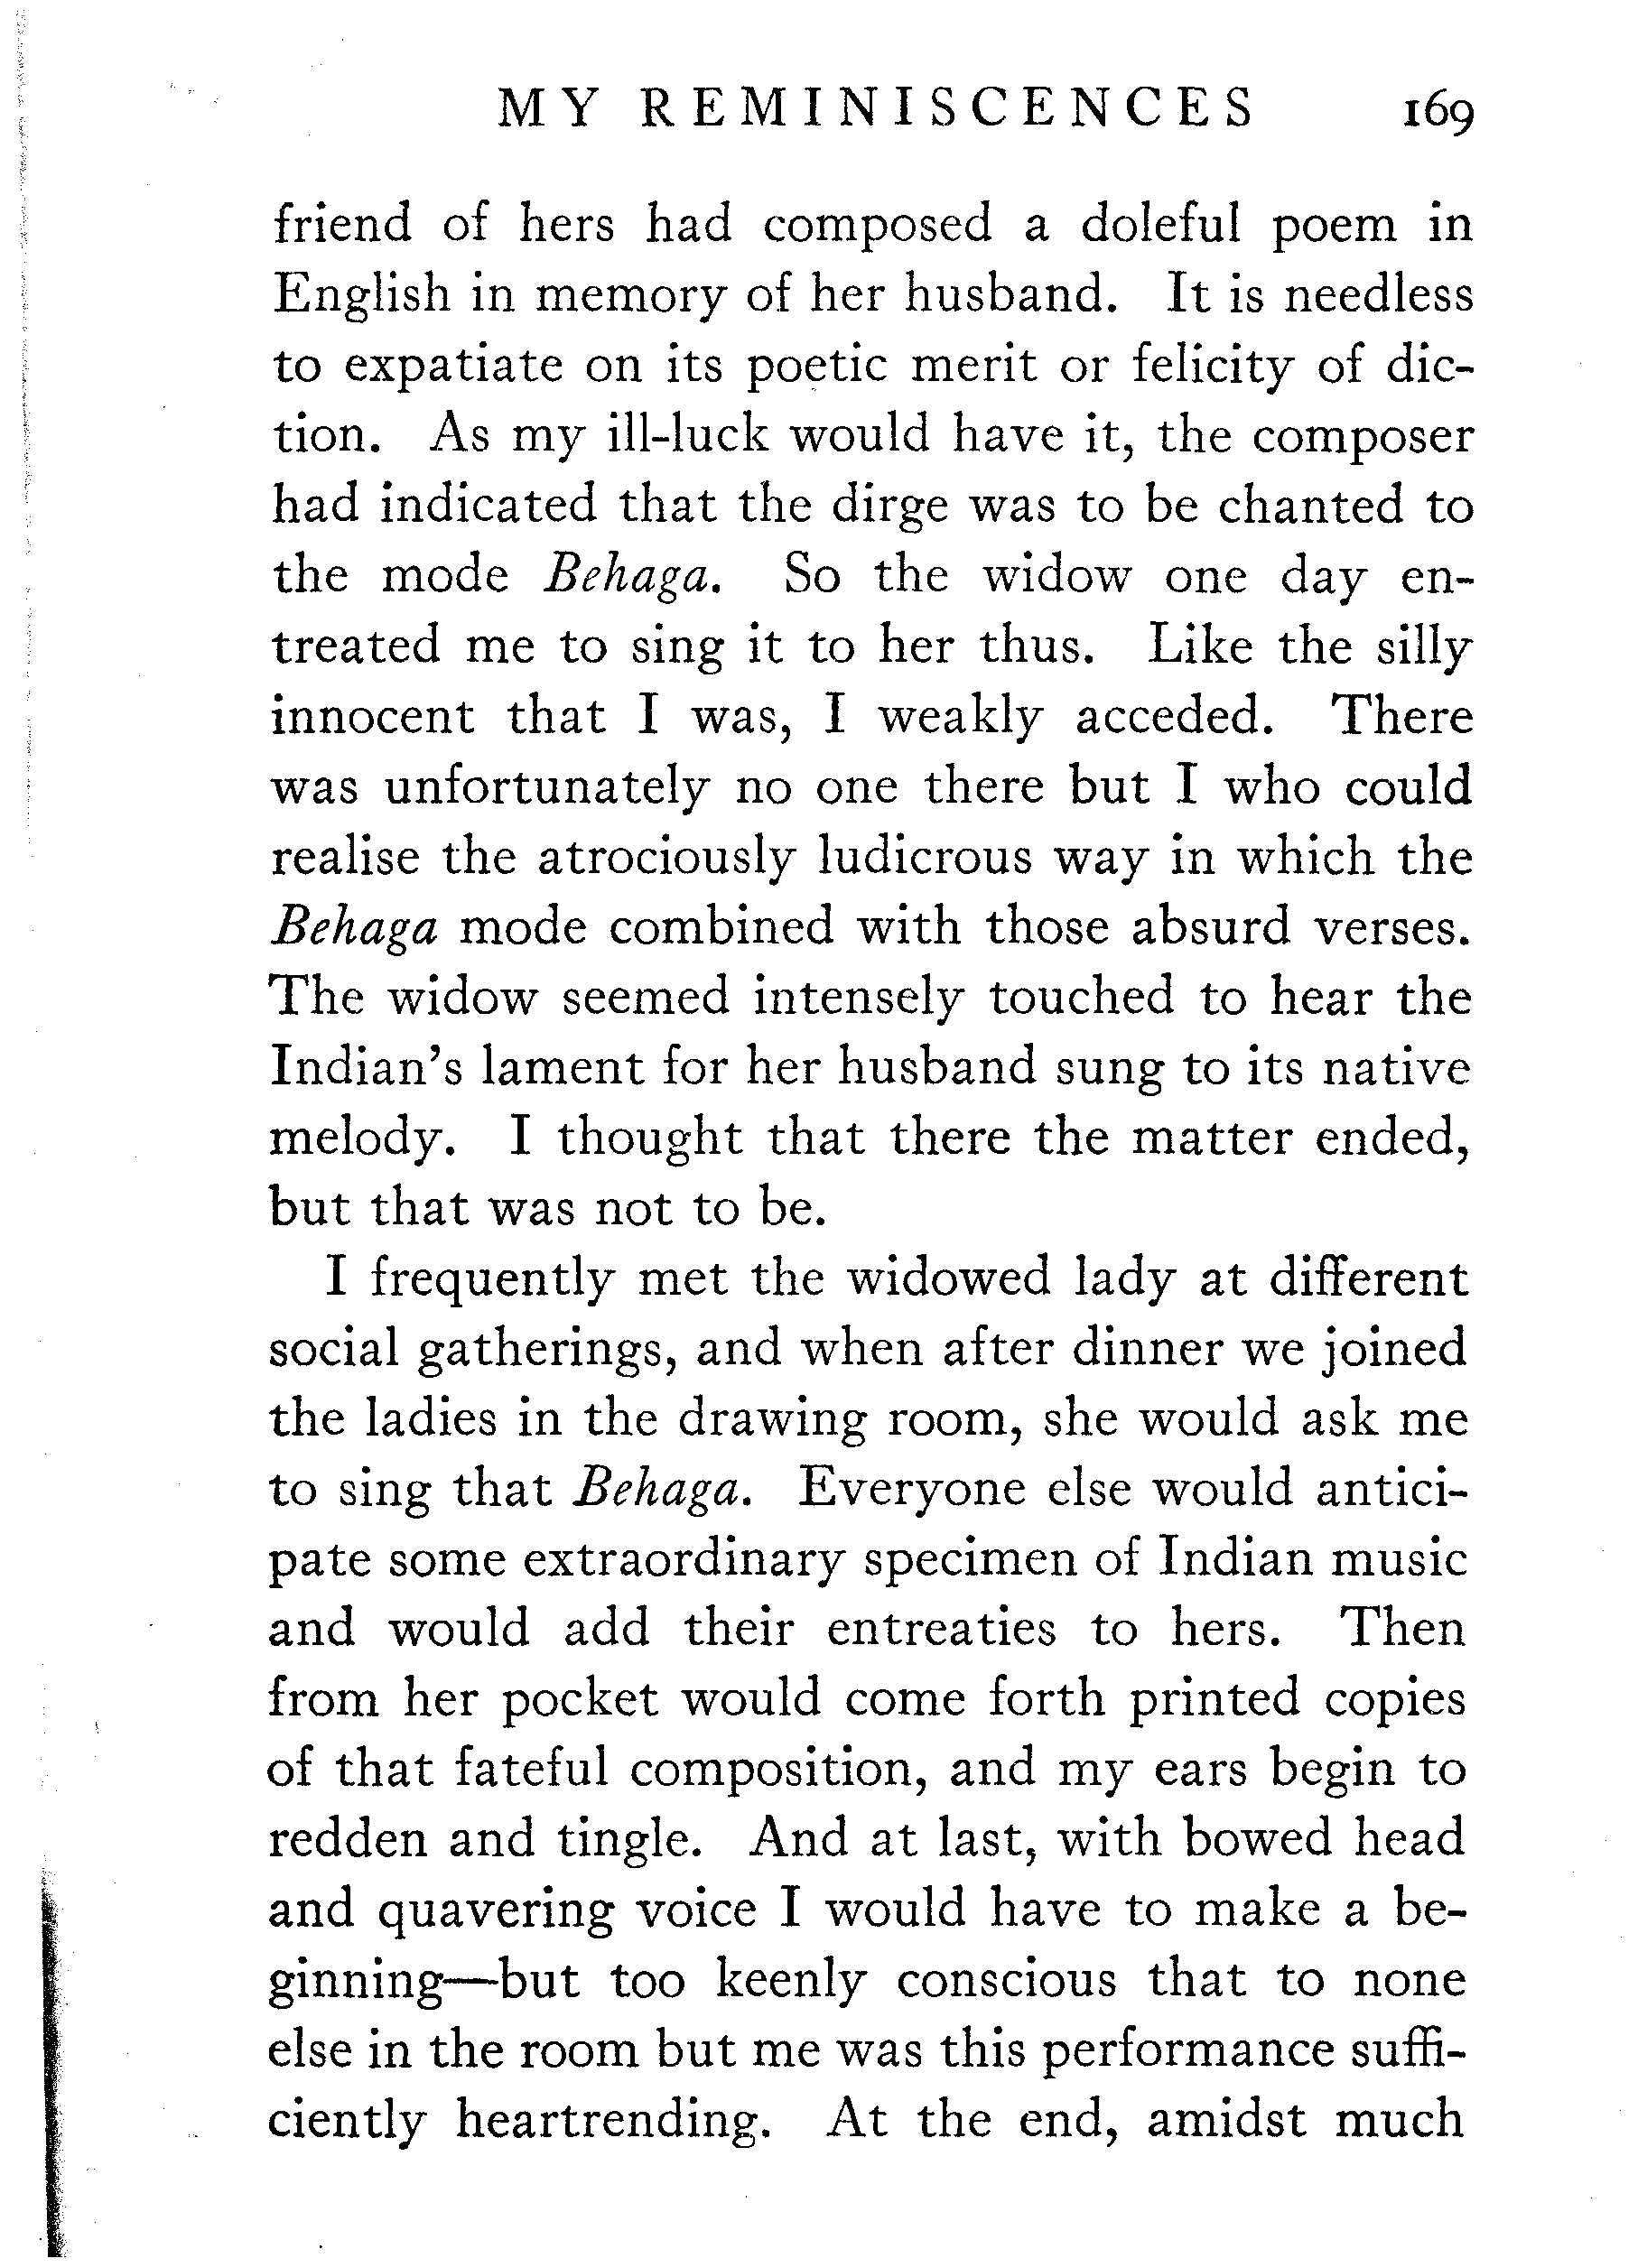 MY REMINISCENCES 169
friend of hers had composed a doleful poem in
English in memory of her husband. It is needless
to expatiate on its poetic merit or felicity of dic-
tion. As my ill-luck would have it, the composer
had indicated that the dirge was to be chanted to
the mode Behaga. So the widow one day en-
treated me to sing it to her thus. Like the silly
innocent that I was, I weakly acceded. There
was unfortunately no one there but I who could
realise the atrociously ludicrous way in which the
Behaga mode combined with those absurd verses.
The widow seemed intensely touched to hear the
Indian's lament for her husband sung to its native
melody. I thought that there the matter ended,
but that was not to be.
I frequently met the widowed lady at different
social gatherings, and when after dinner we joined
the ladies in the drawing room, she would ask me
to sing that Behaga. Everyone else would antici-
pate some extraordinary specimen of Indian music
and would add their entreaties to hers. Then
from her pocket would come forth printed copies
of that fateful composition, and my ears begin to
redden and tingle. And at last, with bowed head
and quavering voice I would have to make a be-
ginning—but too keenly conscious that to none
else in the room but me was this performance suffi-
ciently heartrending. At the end, amidst much